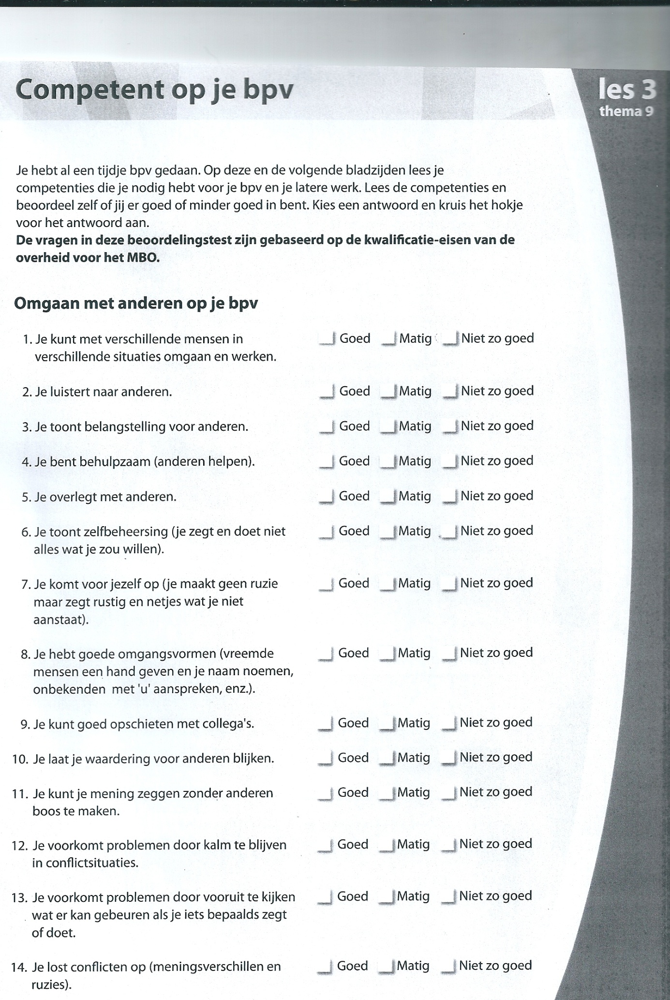 Competent op je bpv
les 3
thema 9
Je hebt al een tijdje bpv gedaan. Op deze en de volgende bladzijden lees je
competenties die je nodig hebt voor je bpv en je latere werk. Lees de competenties en
beoordeel zelf of jij er goed of minder goed in bent. Kies een antwoord en kruis het hokje
voor het antwoord aan.
De vragen in deze beoordelingstest zijn gebaseerd op de kwalificatie-eisen van de
overheid voor het MBO.
Omgaan met anderen op je bpv
1. Je kunt met verschillende mensen in Goed Matig Niet zo goed
verschillende situaties omgaan en werken.
2. Je luistert naar anderen. Goed Matig Niet zo goed
3. Je toont belangstelling voor anderen. Goed Matig Niet zo goed
4. Je bent behulpzaam (anderen helpen). Goed Matig Niet zo goed
5. Je overlegt met anderen. Goed Matig Niet zo goed
6. Je toont zelfbeheersing (je zegt en doet niet Goed Matig Niet zo goed
alles wat je zou willen).
7. Je komt voor jezelf op (je maakt geen ruzie Goed Matig Niet zo goed
maar zegt rustig en netjes wat je niet
aanstaat).
8. Je hebt goede omgangsvormen (vreemde Goed Matig Niet zo goed
mensen een hand geven en je naam noemen,
onbekenden met 'u' aanspreken, enz.).
9. Je kunt goed opschieten met collega's. Goed Matig Niet zo goed
10. Je laat je waardering voor anderen blijken. Goed Matig Niet zo goed
11. Je kunt je mening zeggen zonder anderen Goed Matig Niet zo goed
boos te maken.
12. Je voorkomt problemen door kalm te blijven Goed Matig Niet zo goed
in conflictsituaties.
13. Je voorkomt problemen door vooruit te kijken Goed Matig Niet zo goed
wat er kan gebeuren als je iets bepaalds zegt
of doet.
14. Je lost conflicten op (meningsverschillen en Goed Matig Niet zo goed
ruzies).